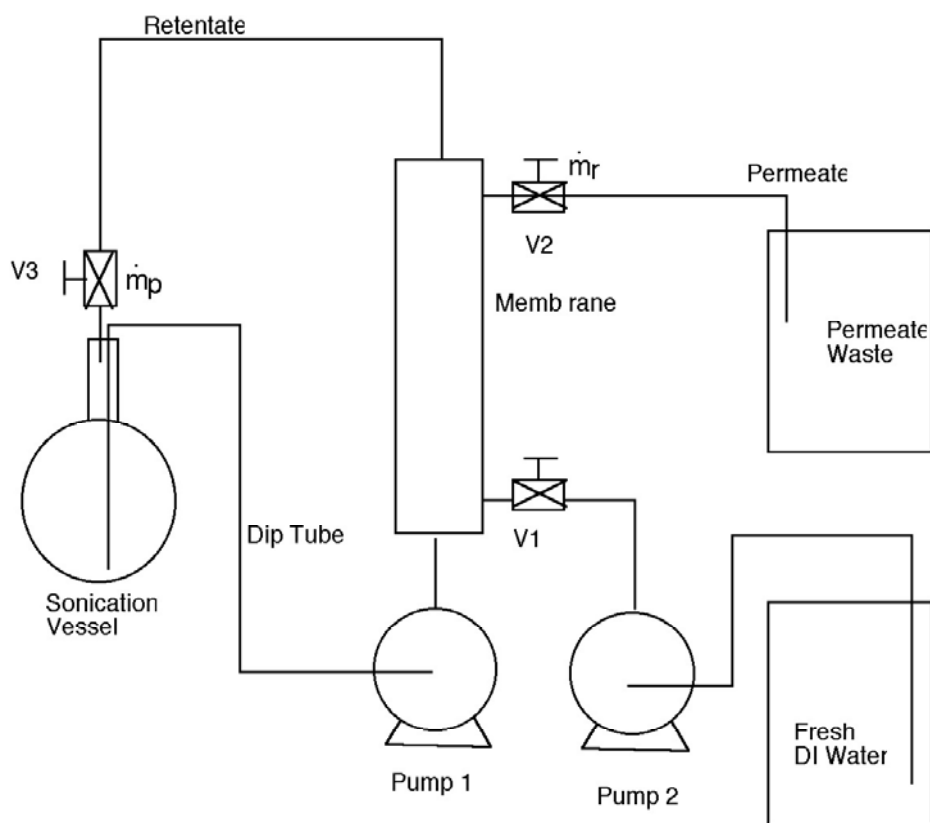 Retentate
ṁr
Permeate
V2
V3
ṁp
Memb rane
Permeate
Waste
Dip Tube
V1
Sonication
Vessel
Fresh
DI Water
Pump 1
Pump 2